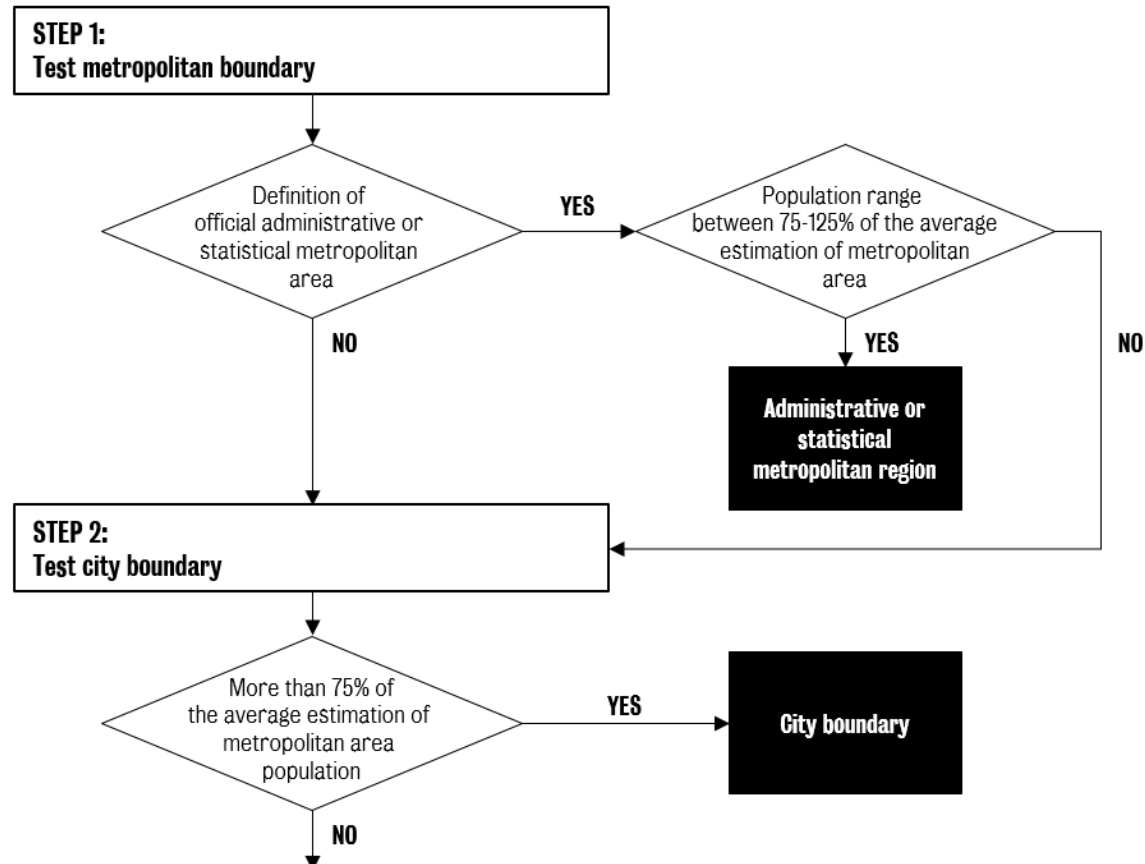 STEP 1:
Test metropolitan boundary
Definition of
official administrative or
statistical metropolitan
area
YES
Population range
between 75-125% of the average
estimation of metropolitan
area
NO
YES
NO
Administrative or
statistical
metropolitan region
STEP 2:
Test city boundary
More than 75% of
the average estimation of
metropolitan area
population
YES
City boundary
NO